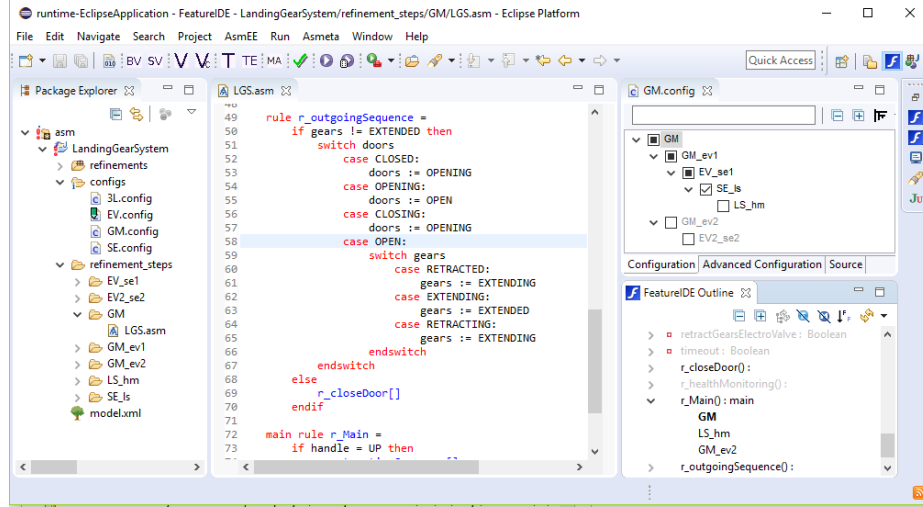 runtime-EclipseApplication - FeatureIDE - LandingGearSystem/refinement_steps/GM/LGS.asm - Eclipse Platform
File Edit Navigate Search Project AsmEE Run Asmeta Window Help
BV SV T TE MA
Quick Access
Package Explorer
asm
LandingGearSystem
refinements
configs
3L.config
EV.config
GM.config
SE.config
refinement_steps
EV_se1
EV2_se2
GM
LGS.asm
GM_ev1
GM_ev2
LS_hm
SE_ls
model.xml
LGS.asm
48
49 rule r_outgoingSequence =
50 if gears != EXTENDED then
51 switch doors
52 case CLOSED:
53 doors := OPENING
54 case OPENING:
55 doors := OPEN
56 case CLOSING:
57 doors := OPENING
58 case OPEN:
59 switch gears
60 case RETRACTED:
61 gears := EXTENDING
62 case EXTENDING:
63 gears := EXTENDED
64 case RETRACTING:
65 gears := EXTENDING
66 endswitch
67 endswitch
68 else
69 r_closeDoor[]
70 endif
71
72 main rule r_Main =
73 if handle = UP then
GM.config
GM
GM_ev1
EV_se1
SE_ls
LS_hm
GM_ev2
EV2_se2
Configuration Advanced Configuration Source
FeatureIDE Outline
retractGearsElectroValve : Boolean
timeout : Boolean
r_closeDoor() :
r_healthMonitoring() :
r_Main() : main
GM
LS_hm
GM_ev2
r_outgoingSequence() :
Ju